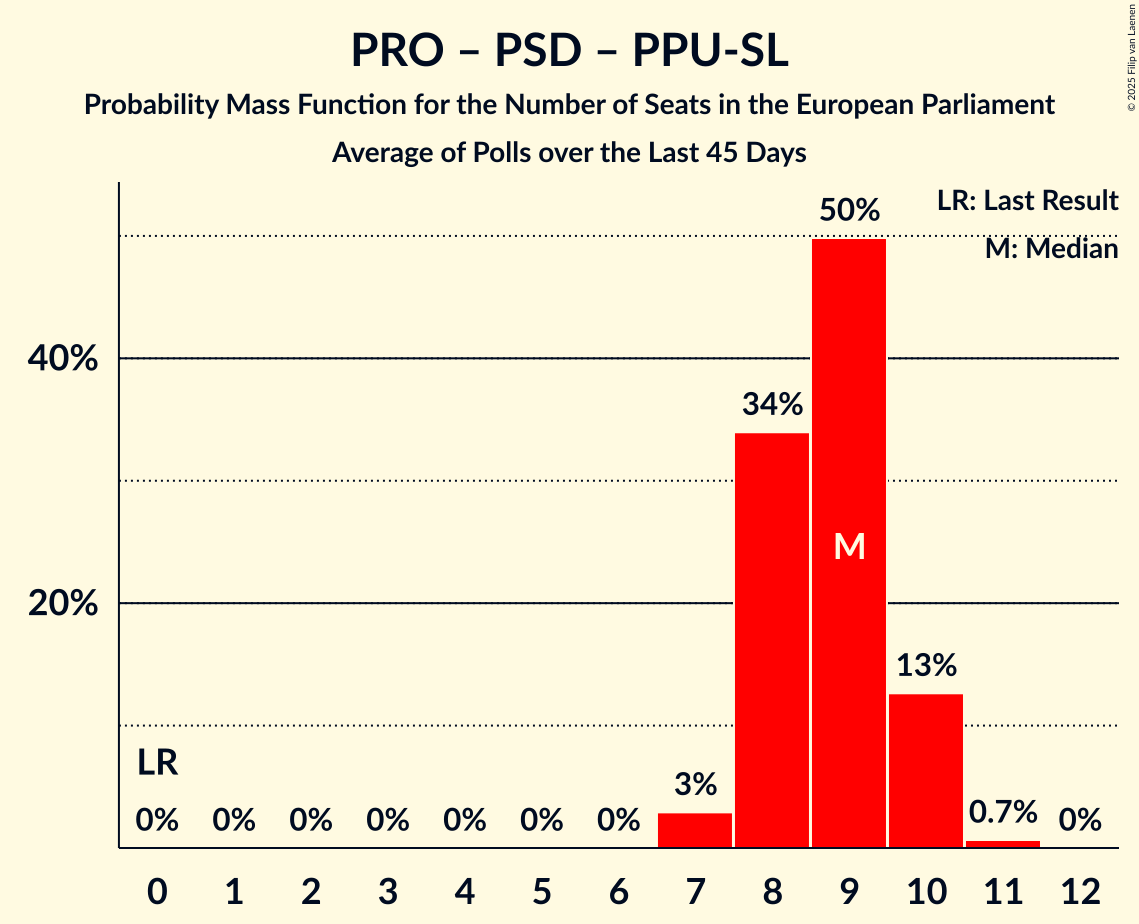 PRO – PSD – PPU-SL
Probability Mass Function for the Number of Seats in the European Parliament
Average of Polls over the Last 45 Days
© 2025 Filip van Laenen
LR: Last Result
M: Median
50%
40%
34%
M
20%
13%
LR
3%
0.7%
0% 0% 0% 0% 0% 0% 0% 0%
0 1 2 3 4 5 6 7 8 9 10 11 12